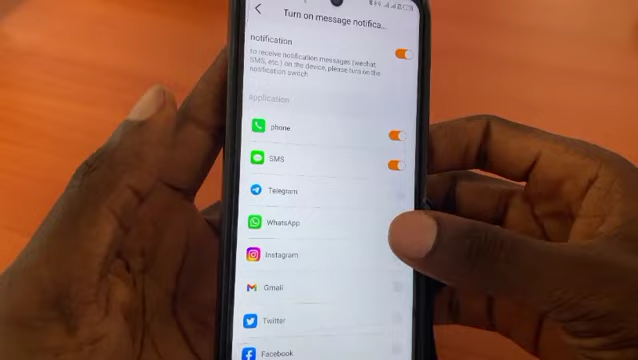 Turn on message notifica...
notification
to receive notification messages (wechat
SMS, etc.) on the device, please turn on the
notification switch
application
phone
SMS
Telegram
WhatsApp
Instagram
Gmail
Twitter
Facebook